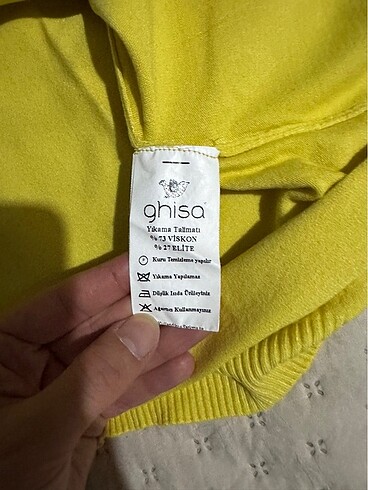 ghisa
Yıkama Talimatı
% 73 VİSKON
% 27 ELİTE
Kuru Temizleme yapılır
Yıkama Yapılamaz
Düşük Isıda Ütüleyiniz
Ağartıcı Kullanmayınız